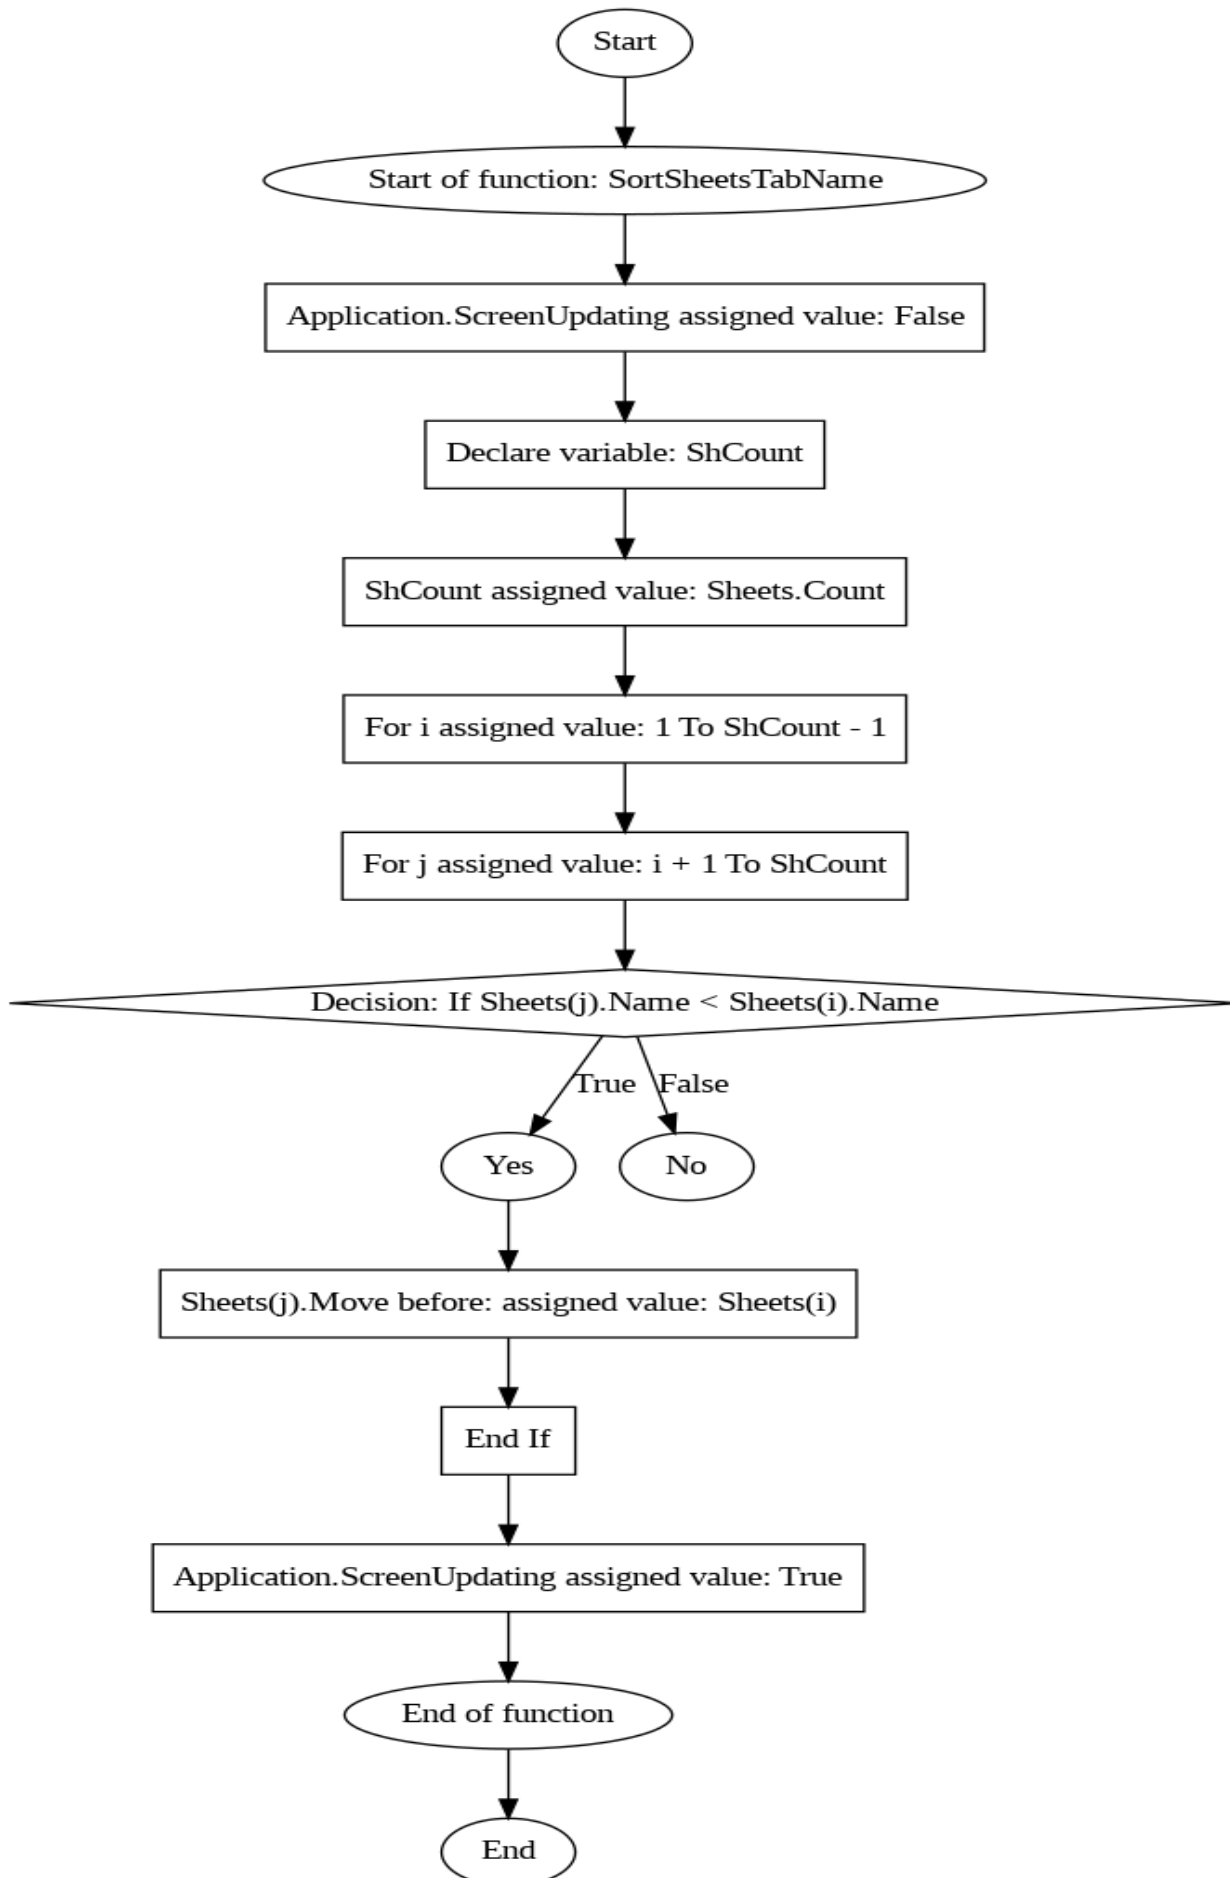 Start
Start of function: SortSheetsTabName
Application.ScreenUpdating assigned value: False
Declare variable: ShCount
ShCount assigned value: Sheets.Count
For i assigned value: 1 To ShCount - 1
For j assigned value: i + 1 To ShCount
Decision: If Sheets(j).Name < Sheets(i).Name
True
False
Yes
No
Sheets(j).Move before: assigned value: Sheets(i)
End If
Application.ScreenUpdating assigned value: True
End of function
End